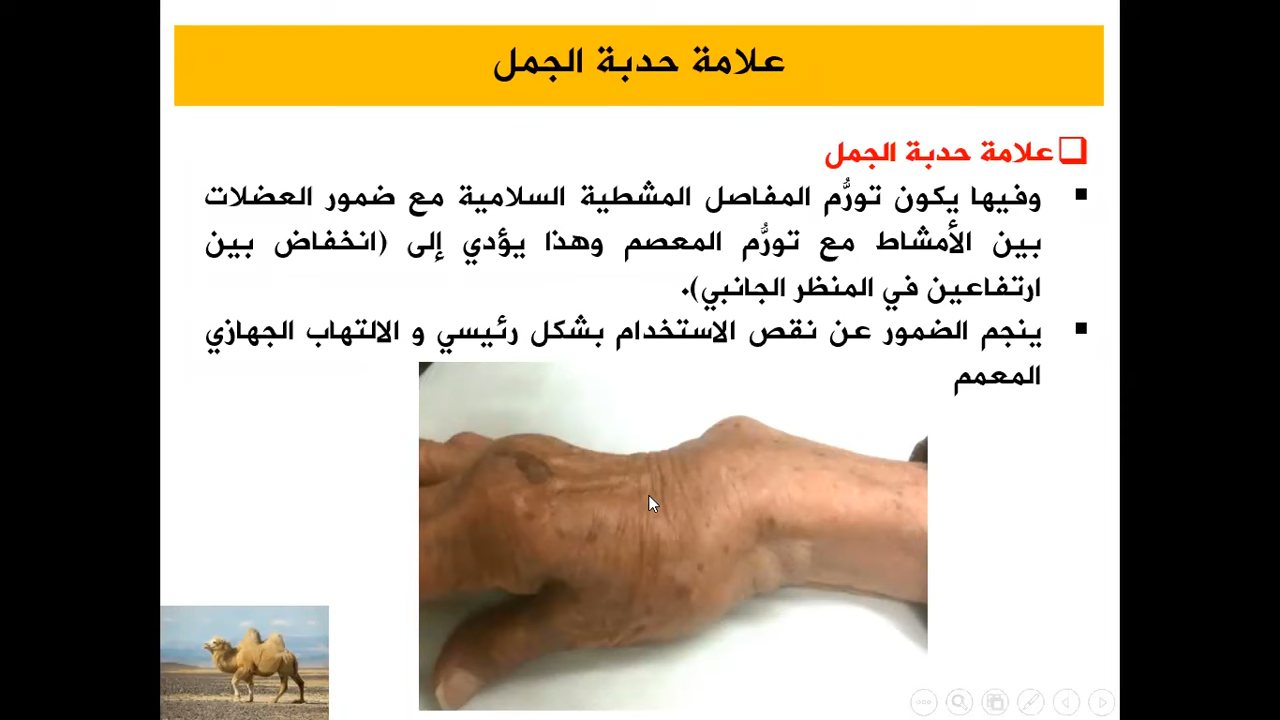 علامة حدبة الجمل
علامة حدبة الجمل
وفيها يكون تورُّم المفاصل المشطية السلامية مع ضمور العضلات
بين الأمشاط مع تورُّم المعصم وهذا يؤدي إلى (انخفاض بين
ارتفاعين في المنظر الجانبي).
ينجم الضمور عن نقص الاستخدام بشكل رئيسي و الالتهاب الجهازي
المعمم